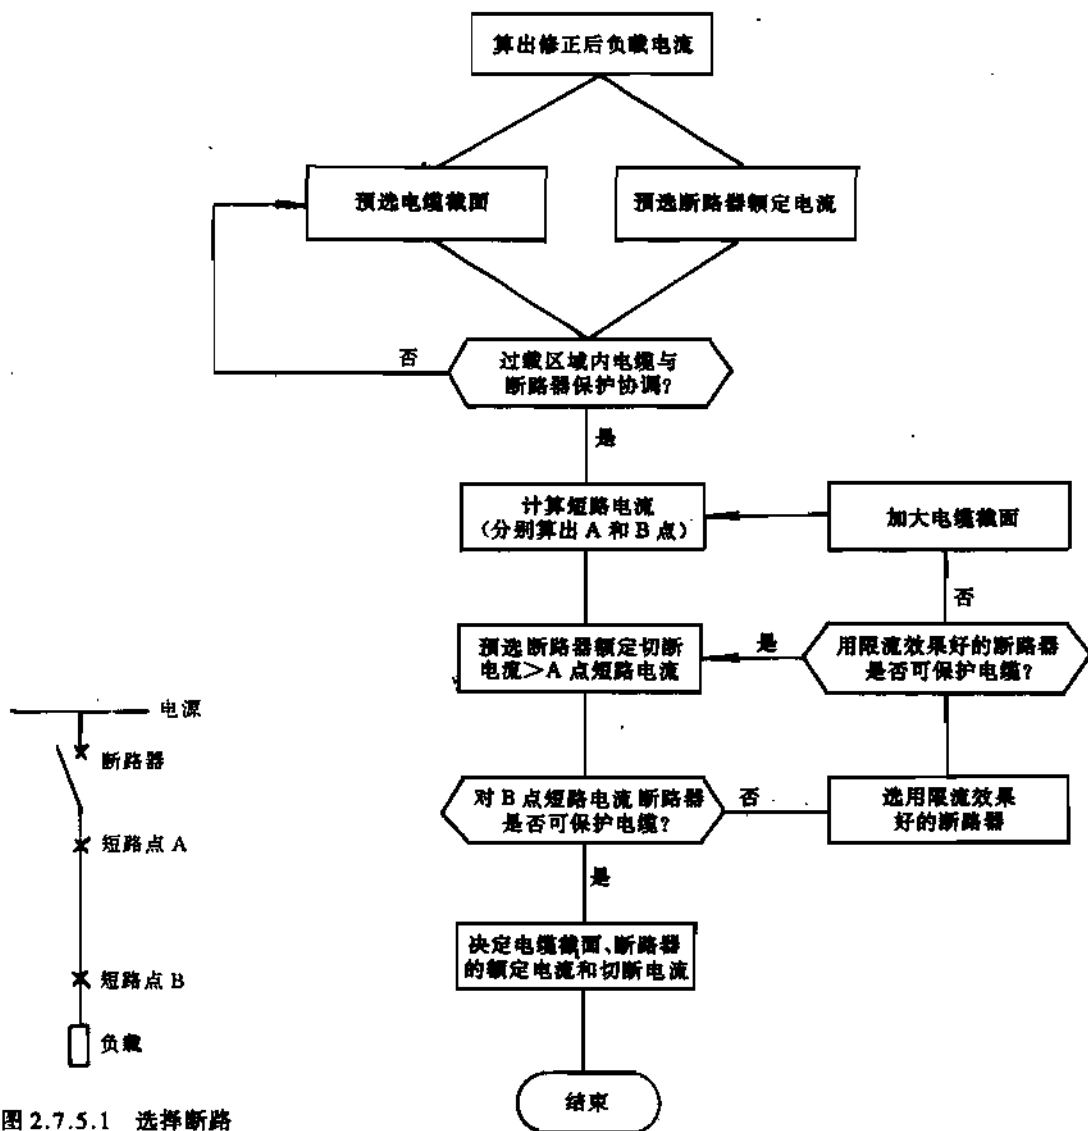 算出修正后负载电流
预选电缆截面
预选断路器额定电流
否
过载区域内电缆与
断路器保护协调?
是
计算短路电流
(分别算出 A 和 B 点)
加大电缆截面
否
预选断路器额定切断
电流>A 点短路电流
是
用限流效果好的断路器
是否可保护电缆?
电源
断路器
短路点 A
短路点 B
负载
对 B 点短路电流断路器
是否可保护电缆?
否
选用限流效果
好的断路器
是
决定电缆截面、断路器
的额定电流和切断电流
结束
图 2.7.5.1 选择断路